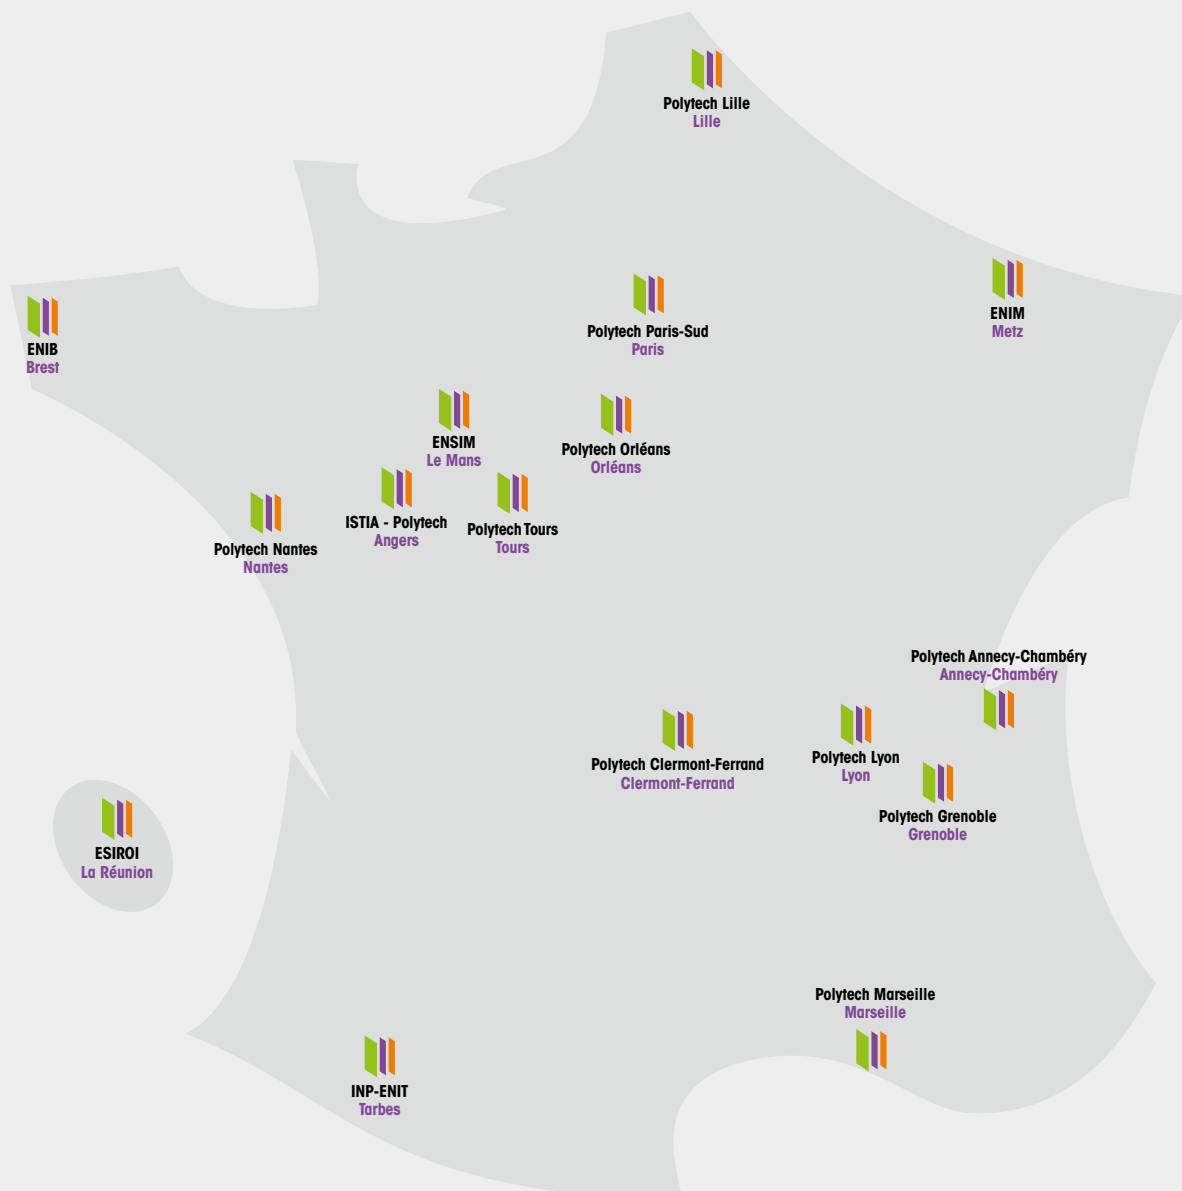 Polytech Lille
Lille
Polytech Paris-Sud
Paris
ENIM
Metz
ENIB
Brest
ENSIM
Le Mans
Polytech Orléans
Orléans
ISTIA - Polytech
Angers
Polytech Tours
Tours
Polytech Nantes
Nantes
Polytech Annecy-Chambéry
Annecy-Chambéry
Polytech Clermont-Ferrand
Clermont-Ferrand
Polytech Lyon
Lyon
Polytech Grenoble
Grenoble
ESIROI
La Réunion
Polytech Marseille
Marseille
INP-ENIT
Tarbes